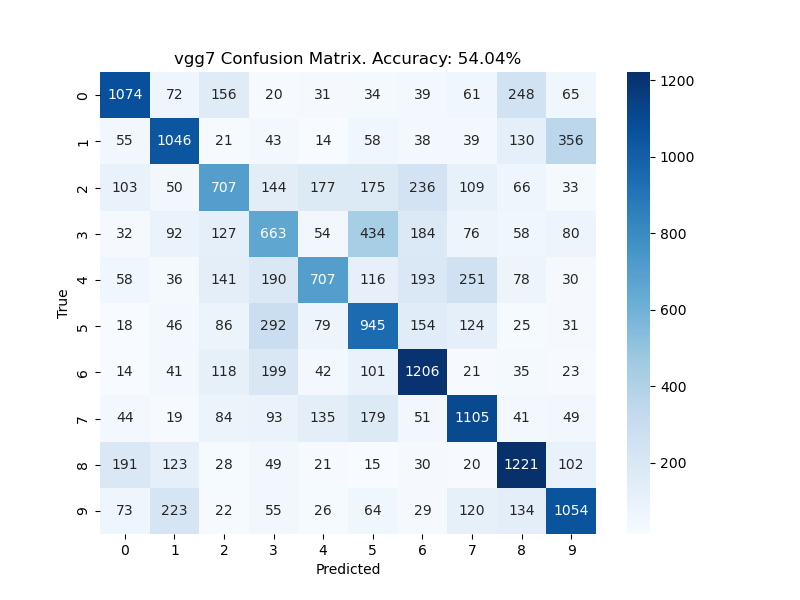 vgg7 Confusion Matrix. Accuracy: 54.04%
0 1074 72 156 20 31 34 39 61 248 65
1 55 1046 21 43 14 58 38 39 130 356
2 103 50 707 144 177 175 236 109 66 33
3 32 92 127 663 54 434 184 76 58 80
4 58 36 141 190 707 116 193 251 78 30
5 18 46 86 292 79 945 154 124 25 31
6 14 41 118 199 42 101 1206 21 35 23
7 44 19 84 93 135 179 51 1105 41 49
8 191 123 28 49 21 15 30 20 1221 102
9 73 223 22 55 26 64 29 120 134 1054
0 1 2 3 4 5 6 7 8 9
Predicted
True
1200
1000
800
600
400
200